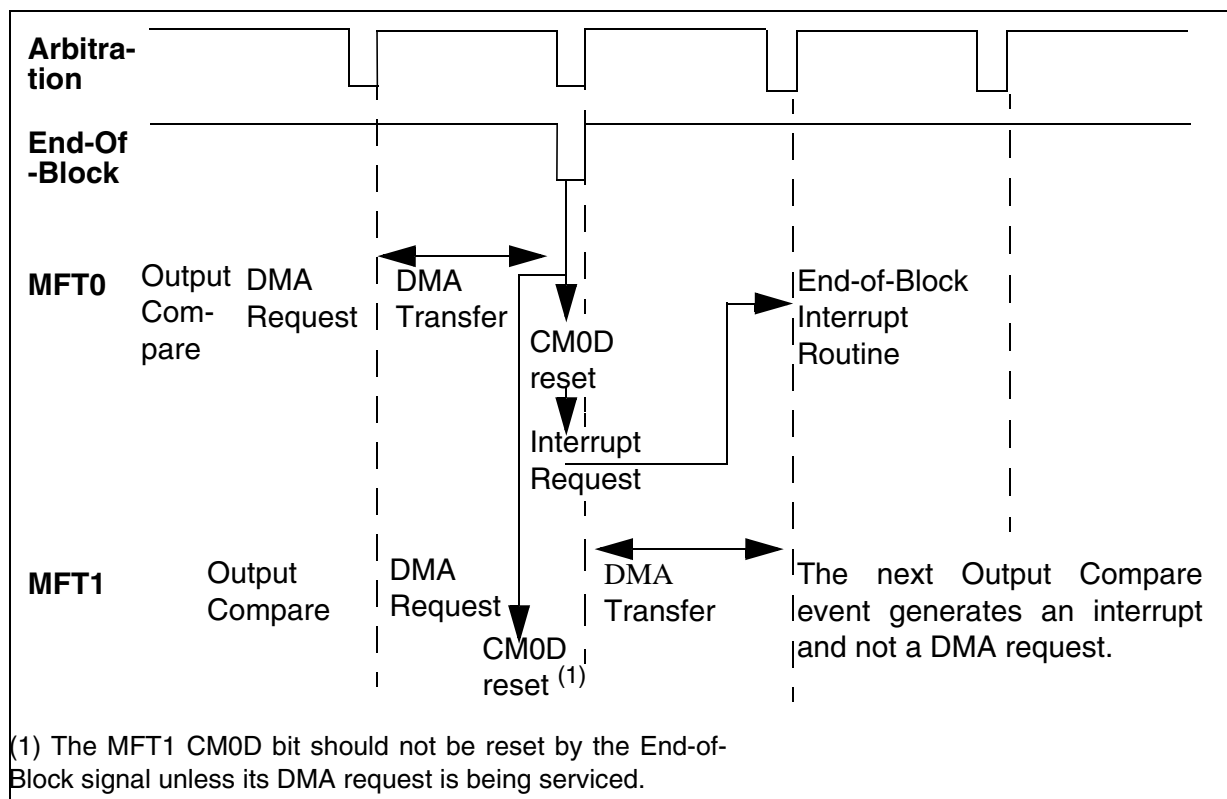 Arbitra-
tion
End-Of
-Block
MFT0
Output
Com-
pare
DMA
Request
DMA
Transfer
CM0D
reset
Interrupt
Request
End-of-Block
Interrupt
Routine
MFT1
Output
Compare
DMA
Request
CM0D
reset (1)
DMA
Transfer
The next Output Compare
event generates an interrupt
and not a DMA request.
(1) The MFT1 CM0D bit should not be reset by the End-of-
Block signal unless its DMA request is being serviced.